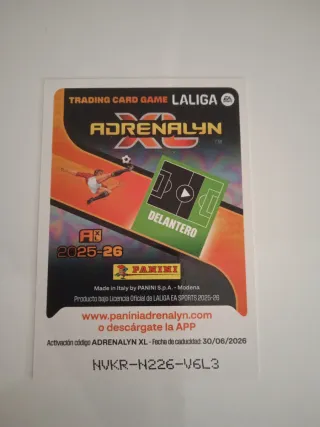 TRADING CARD GAME LALIGA
ADRENALYN
XL
DELANTERO
2025-26
PANINI
Made in Italy by PANINI S.p.A. - Modena
Producto bajo Licencia Oficial de LALIGA EA SPORTS 2025-26
www.paniniadrenalyn.com
o descárgate la APP
Activación código ADRENALYN XL - Fecha de caducidad: 30/06/2026
NVKR-N226-V6L3